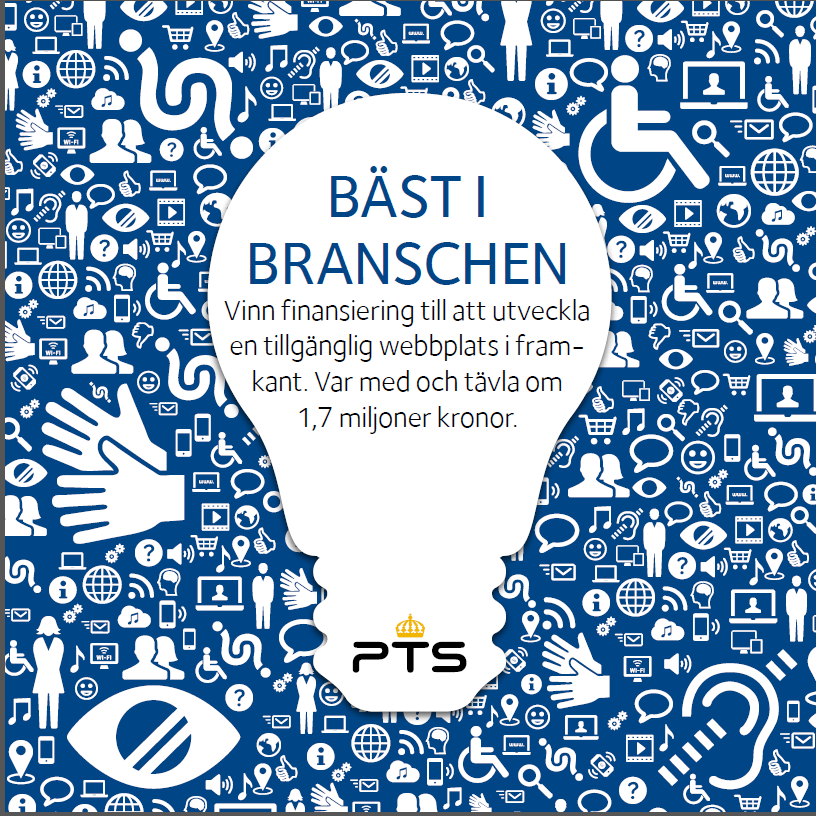 BÄST I
BRANSCHEN
Vinn finansiering till att utveckla
en tillgänglig webbplats i fram-
kant. Var med och tävla om
1,7 miljoner kronor.
PTS